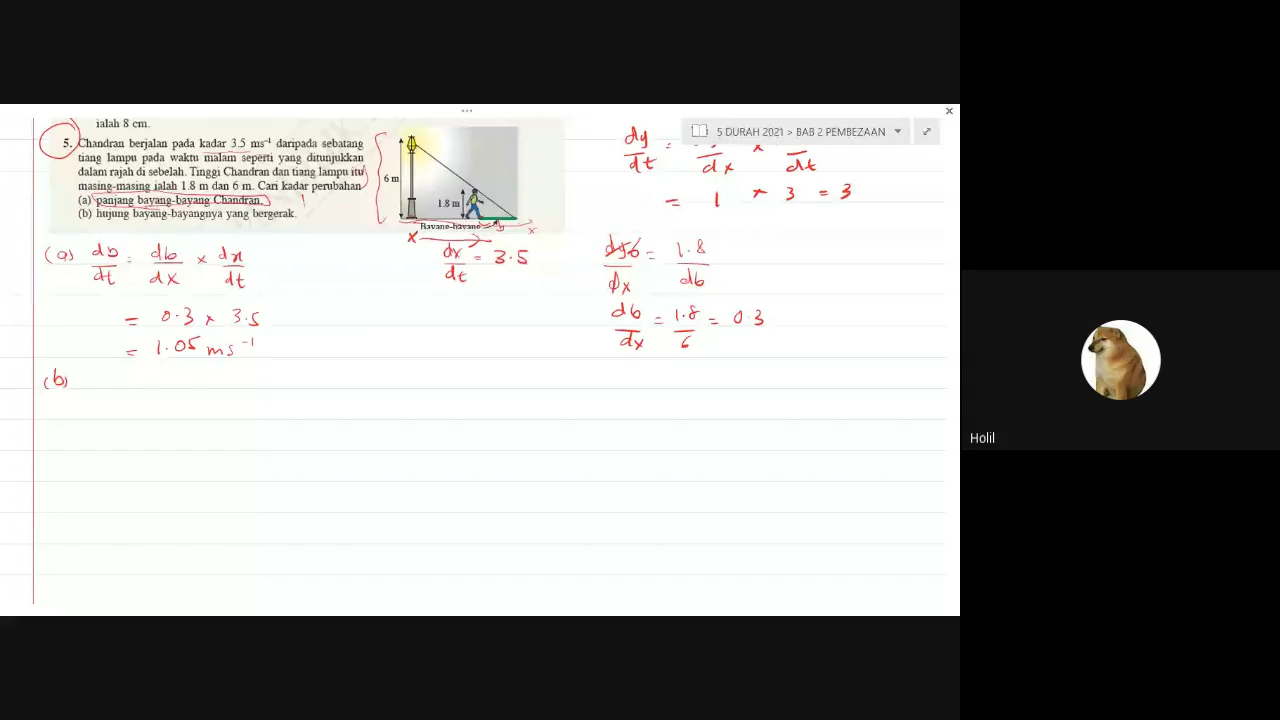 ialah 8 cm.
5. Chandran berjalan pada kadar 3.5 ms⁻¹ daripada sebatang
tiang lampu pada waktu malam seperti yang ditunjukkan
dalam rajah di sebelah. Tinggi Chandran dan tiang lampu itu
masing-masing ialah 1.8 m dan 6 m. Cari kadar perubahan
(a) panjang bayang-bayang Chandran.
(b) hujung bayang-bayangnya yang bergerak.
6 m
1.8 m
Bayang-bayang
b
x
x
dx/dt = 3.5
5 DURAH 2021 > BAB 2 PEMBEZAAN
dy/dt = /dx × /dt
= 1 × 3 = 3
(a) db/dt = db/dx × dx/dt
= 0.3 × 3.5
= 1.05 ms⁻¹
/dx = 1.8/db
db/dx = 1.8/6 = 0.3
(b)
Holil